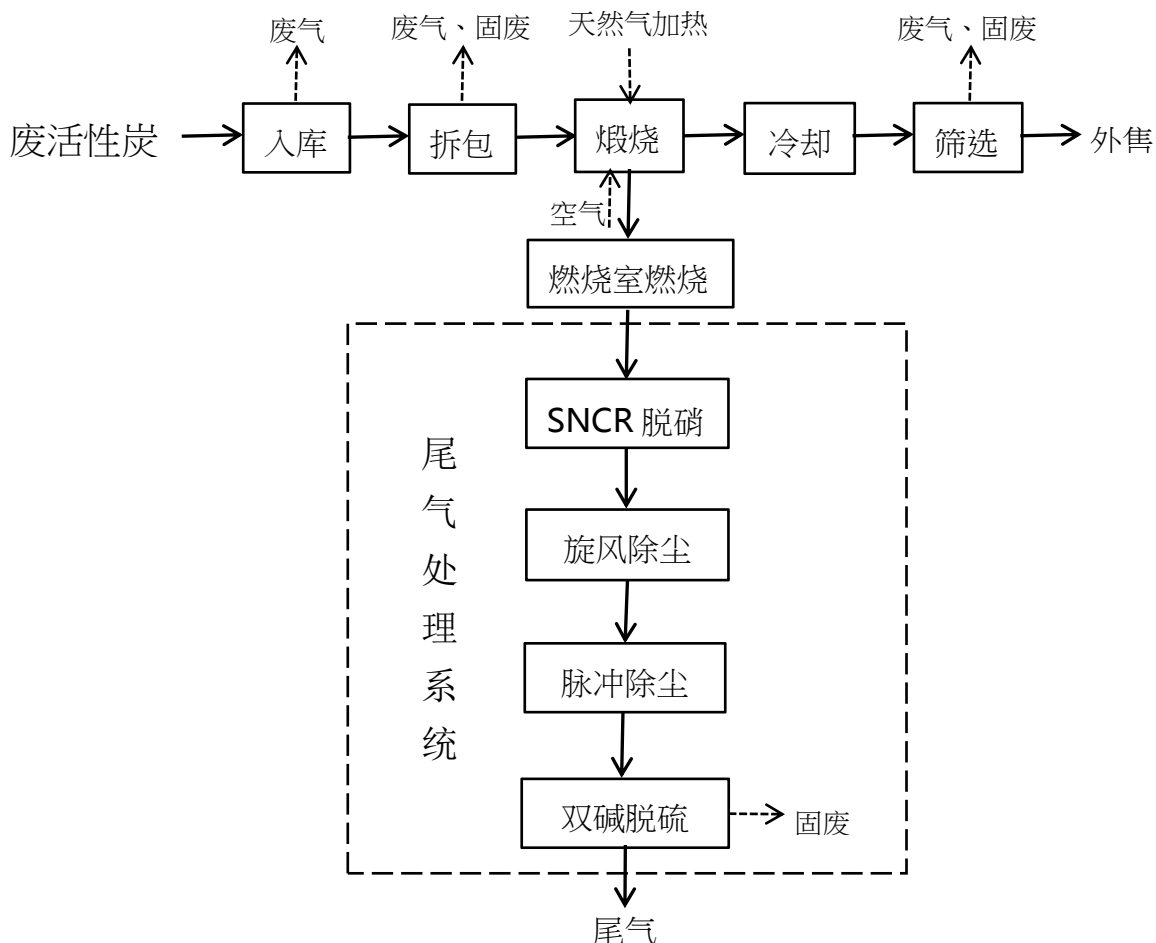 废气
废气、固废
天然气加热
废气、固废
废活性炭
入库
拆包
煅烧
冷却
筛选
外售
空气
燃烧室燃烧
SNCR 脱硝
尾气处理系统
旋风除尘
脉冲除尘
双碱脱硫
固废
尾气